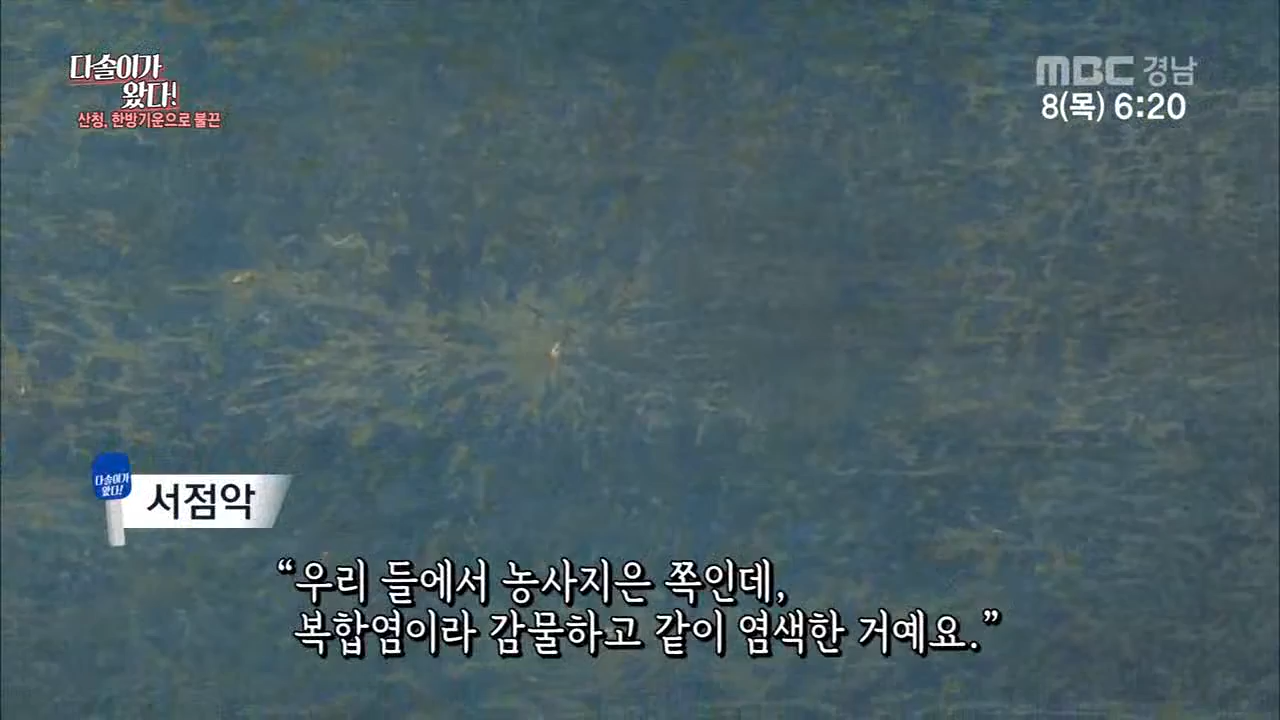 다솔이가
왔다!
산청, 한방기운으로 불끈
MBC 경남
8(목) 6:20
다솔이가
왔다!
서점악
“우리 들에서 농사지은 쪽인데,
복합염이라 감물하고 같이 염색한 거예요.”